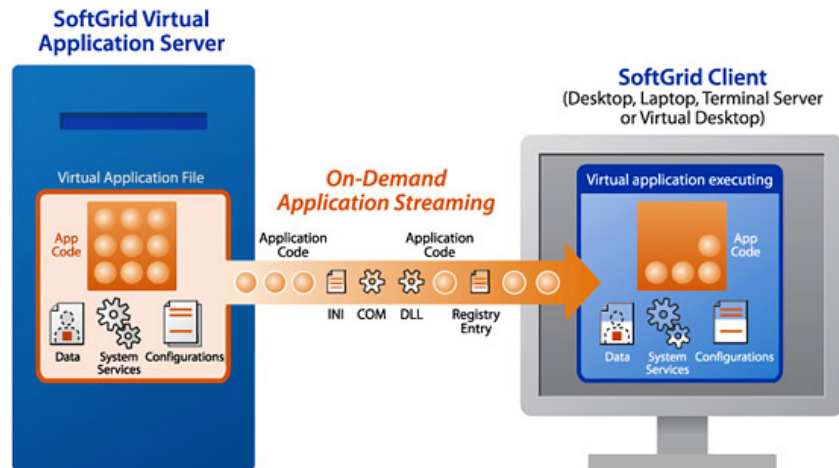 SoftGrid Virtual
Application Server
Virtual Application File
App
Code
Data
System
Services
Configurations
On-Demand
Application Streaming
Application
Code
Application
Code
INI
COM
DLL
Registry
Entry
SoftGrid Client
(Desktop, Laptop, Terminal Server
or Virtual Desktop)
Virtual application executing
App
Code
Data
System
Services
Configurations